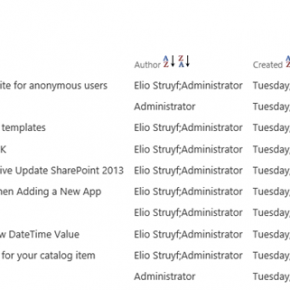 Author AZ ZA Created
ite for anonymous users Elio Struyf;Administrator Tuesday,
Administrator Tuesday,
templates Elio Struyf;Administrator Tuesday,
K Elio Struyf;Administrator Tuesday,
ive Update SharePoint 2013 Elio Struyf;Administrator Tuesday,
hen Adding a New App Elio Struyf;Administrator Tuesday,
Elio Struyf;Administrator Tuesday,
w DateTime Value Elio Struyf;Administrator Tuesday,
for your catalog item Elio Struyf;Administrator Tuesday,
Administrator Tuesday,